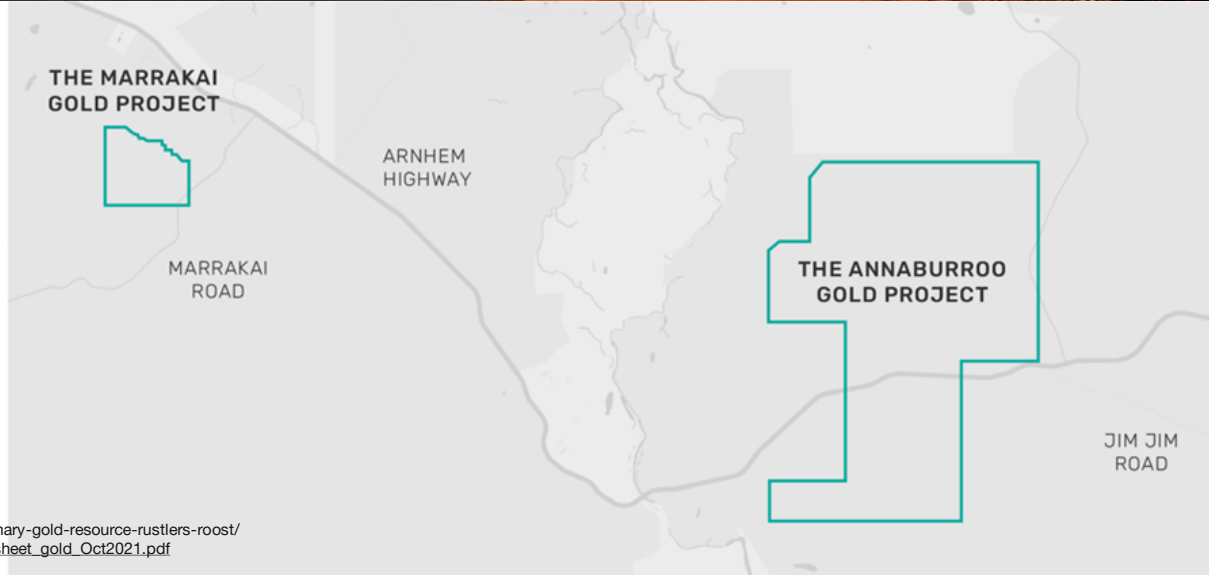 THE MARRAKAI
GOLD PROJECT
ARNHEM
HIGHWAY
MARRAKAI
ROAD
THE ANNABURROO
GOLD PROJECT
JIM JIM
ROAD
nary-gold-resource-rustlers-roost/
sheet_gold_Oct2021.pdf